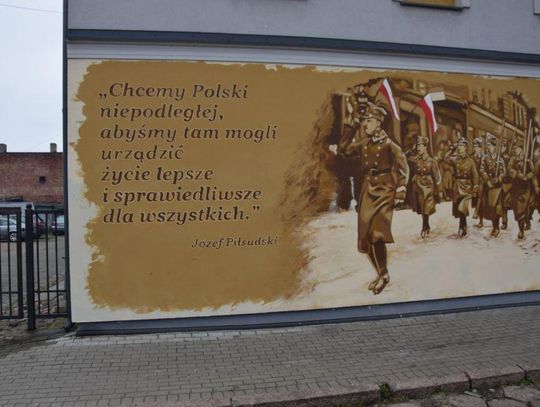 „Chcemy Polski
niepodległej,
abyśmy tam mogli
urządzić
życie lepsze
i sprawiedliwsze
dla wszystkich.”
Józef Piłsudski